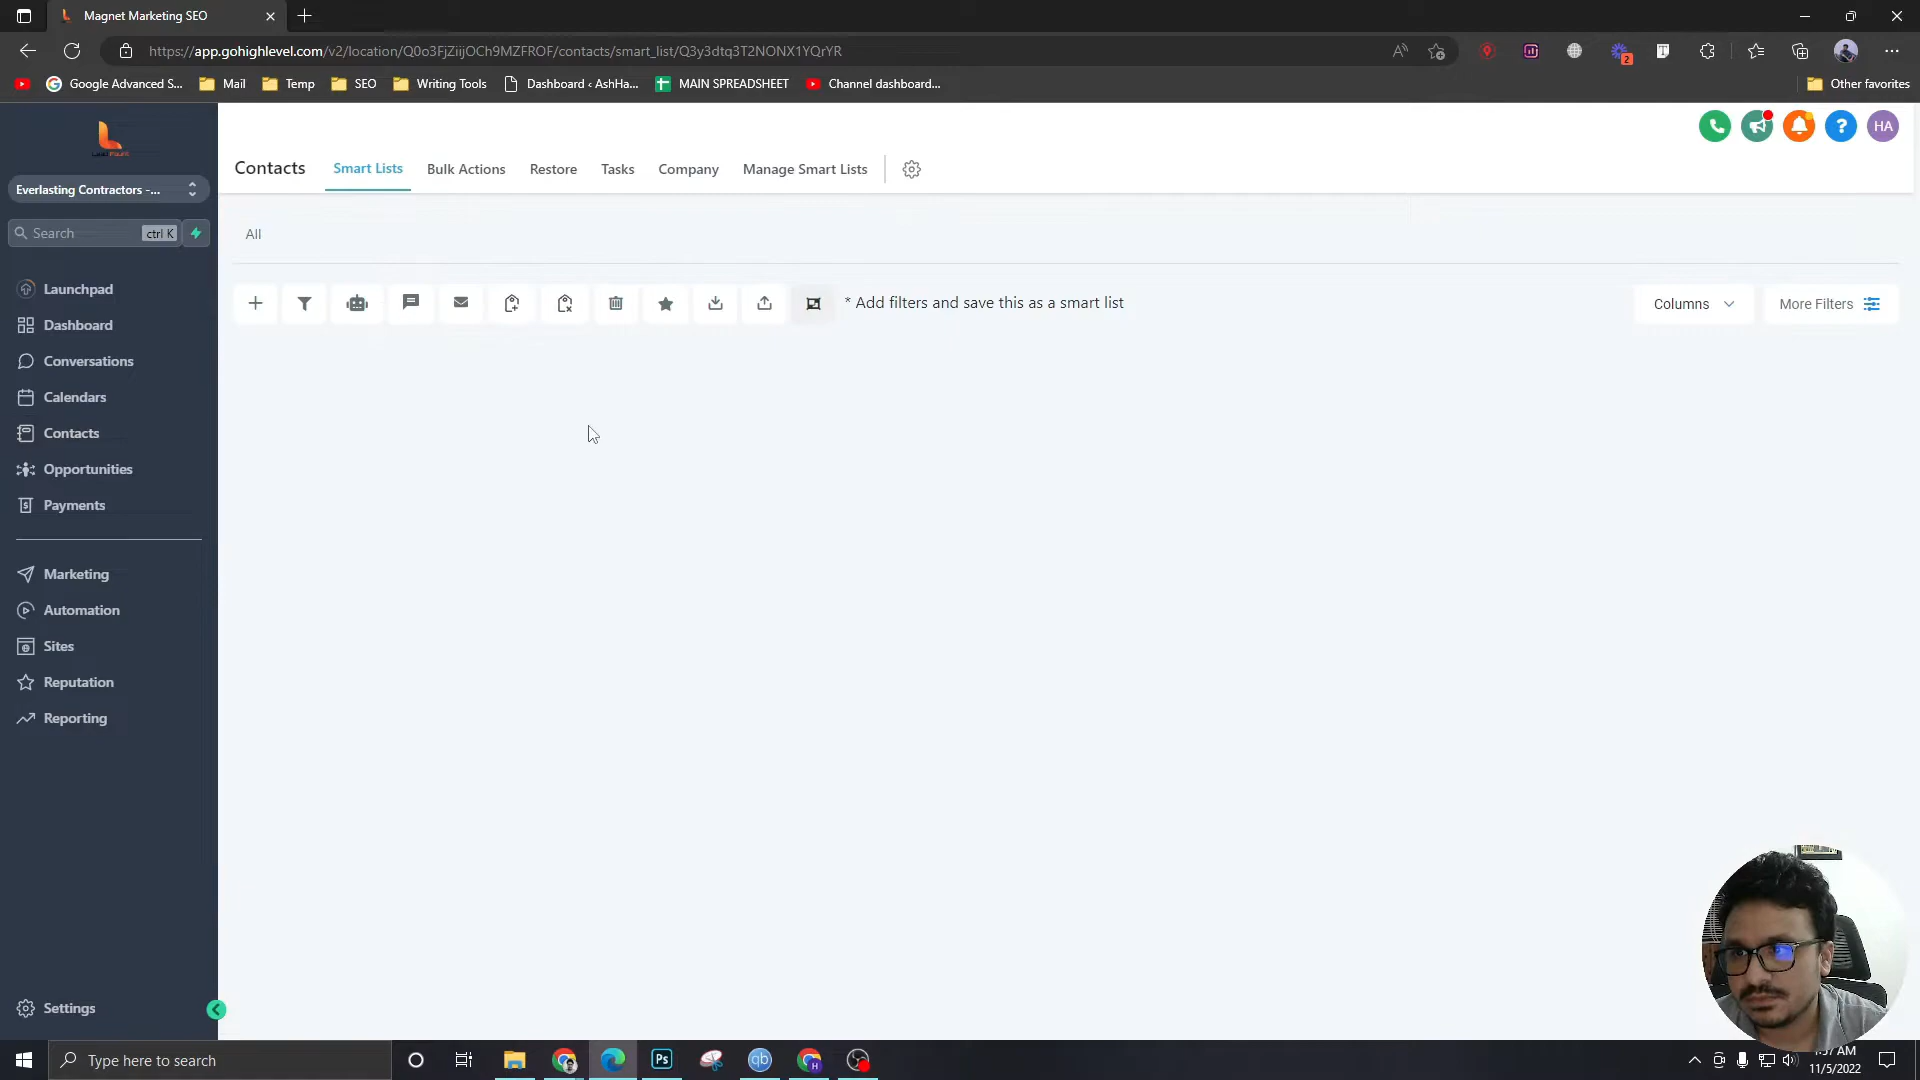 Magnet Marketing SEO
https://app.gohighlevel.com/v2/location/Q0o3FjZiijOCh9MZFROF/contacts/smart_list/Q3y3dtq3T2NONX1YQrYR
2
Google Advanced S...
Mail
Temp
SEO
Writing Tools
Dashboard ‹ AshHa...
MAIN SPREADSHEET
Channel dashboard...
Other favorites
HA
Contacts
Smart Lists
Bulk Actions
Restore
Tasks
Company
Manage Smart Lists
Everlasting Contractors -...
Search
ctrl K
All
* Add filters and save this as a smart list
Columns
More Filters
Launchpad
Dashboard
Conversations
Calendars
Contacts
Opportunities
Payments
Marketing
Automation
Sites
Reputation
Reporting
Settings
Type here to search
Ps
qb
H
AM
11/5/2022